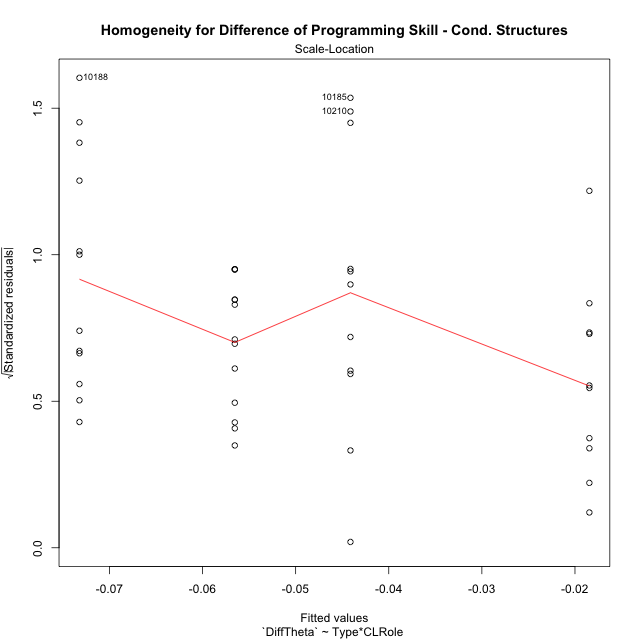 Homogeneity for Difference of Programming Skill - Cond. Structures
Scale-Location
10188
10185
10210
1.5
1.0
0.5
0.0
√|Standardized residuals|
-0.07 -0.06 -0.05 -0.04 -0.03 -0.02
Fitted values
`DiffTheta` ~ Type*CLRole